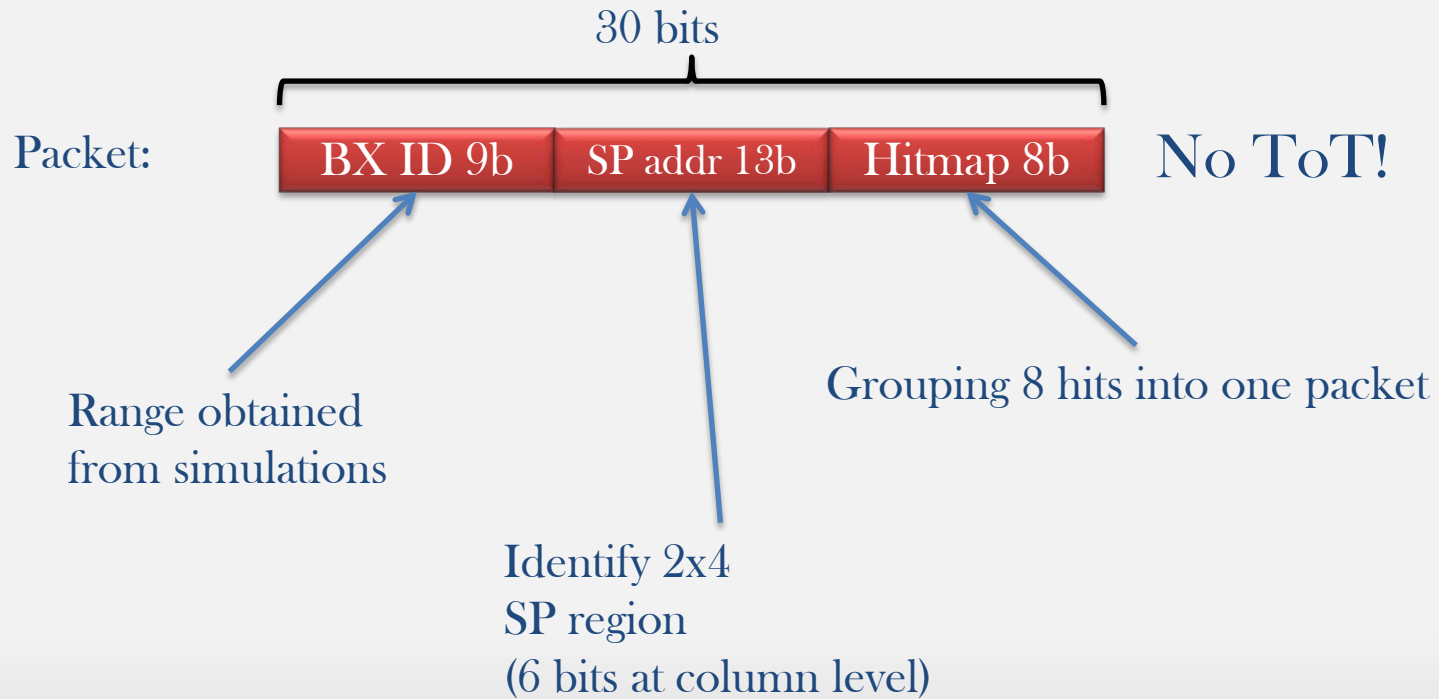 30 bits
Packet:
BX ID 9b
SP addr 13b
Hitmap 8b
No ToT!
Range obtained
from simulations
Grouping 8 hits into one packet
Identify 2x4
SP region
(6 bits at column level)